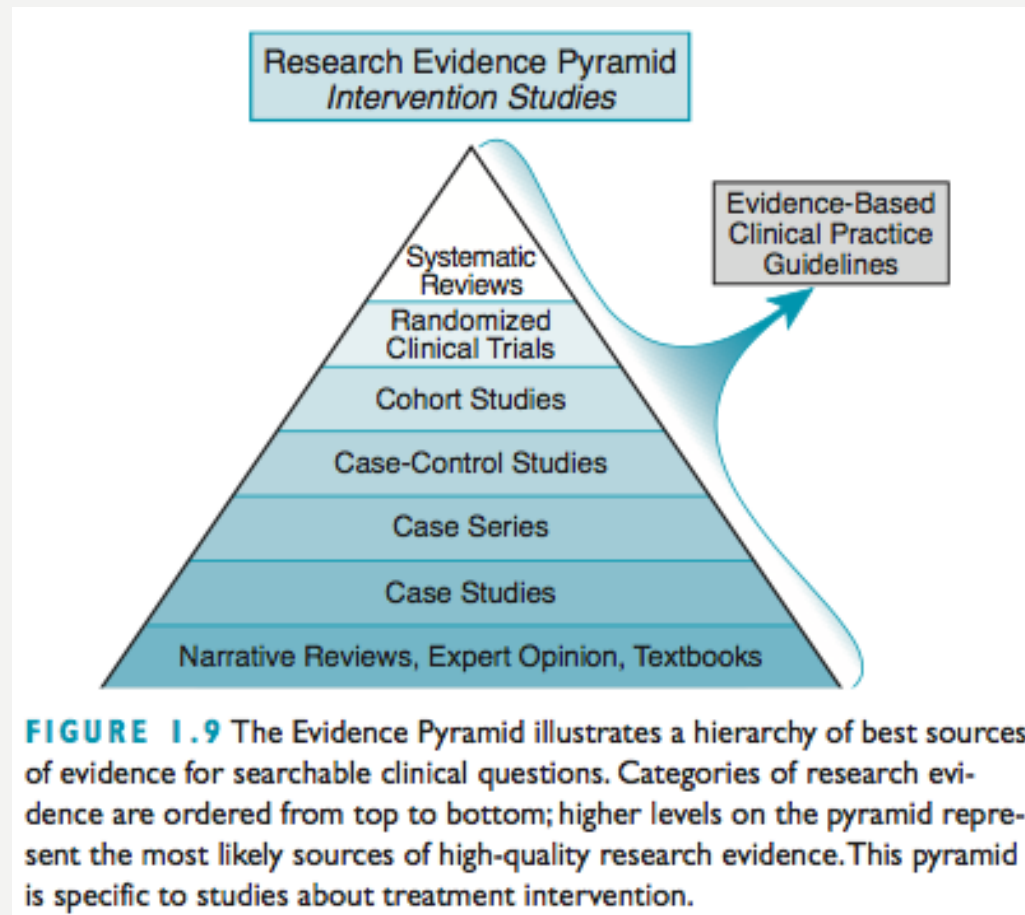 Research Evidence Pyramid
Intervention Studies
Evidence-Based
Clinical Practice
Guidelines
Systematic
Reviews
Randomized
Clinical Trials
Cohort Studies
Case-Control Studies
Case Series
Case Studies
Narrative Reviews, Expert Opinion, Textbooks
FIGURE 1.9 The Evidence Pyramid illustrates a hierarchy of best sources
of evidence for searchable clinical questions. Categories of research evi-
dence are ordered from top to bottom; higher levels on the pyramid repre-
sent the most likely sources of high-quality research evidence. This pyramid
is specific to studies about treatment intervention.